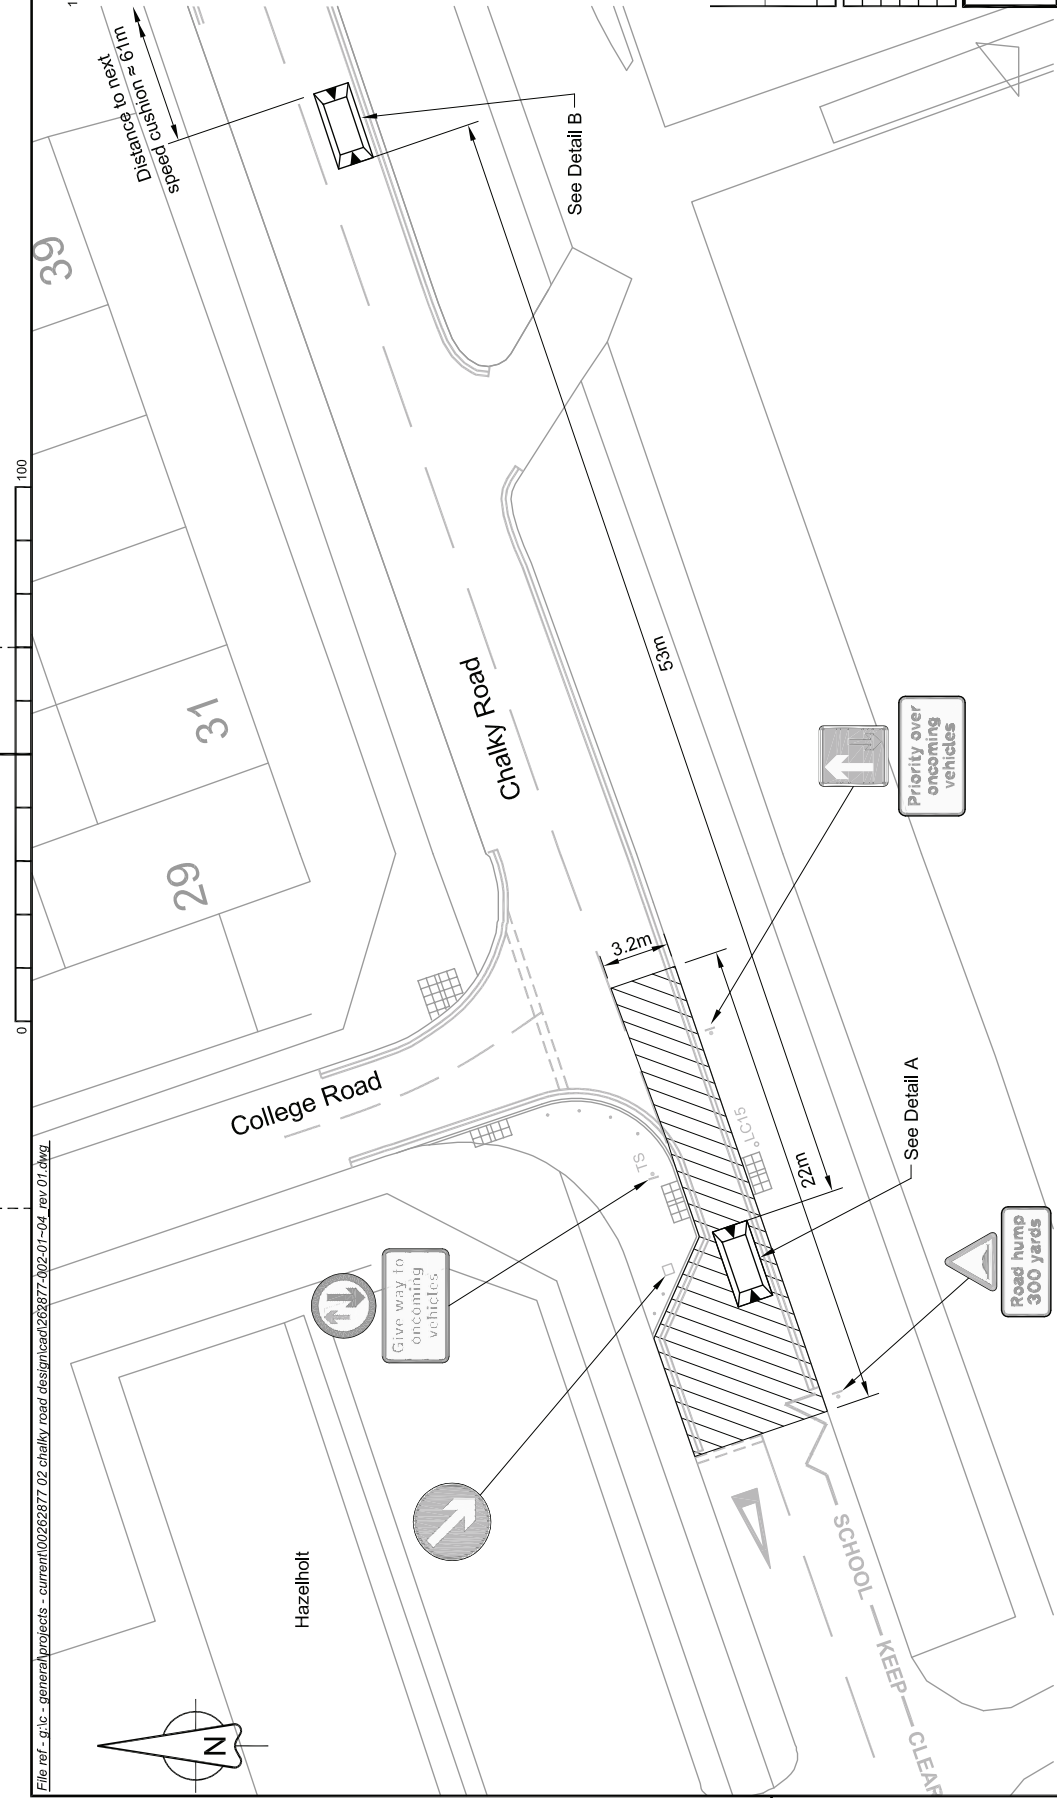 File ref - g:\c - general\projects - current\00262877 02 chalky road design\cad\262877-002-01~04_rev 01.dwg
0
100
1
Distance to next
speed cushion ≈ 61m
39
31
29
See Detail B
Chalky Road
53m
College Road
3.2m
Priority over
oncoming
vehicles
TS
LC15
22m
See Detail A
Give way to
oncoming
vehicles
Road hump
300 yards
Hazelholt
SCHOOL KEEP CLEAR
N